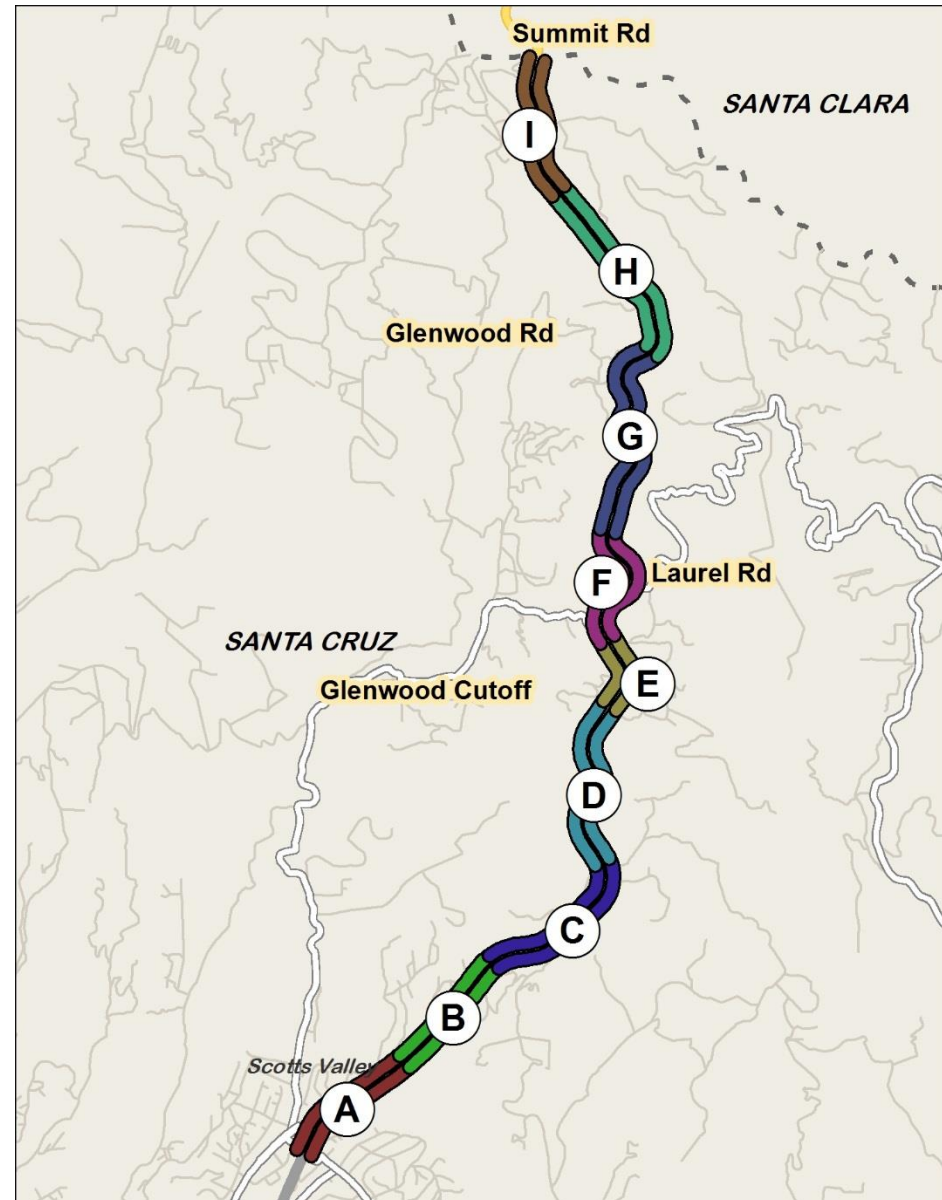 Summit Rd
SANTA CLARA
I
H
Glenwood Rd
G
F
Laurel Rd
SANTA CRUZ
Glenwood Cutoff
E
D
C
B
Scotts Valley
A